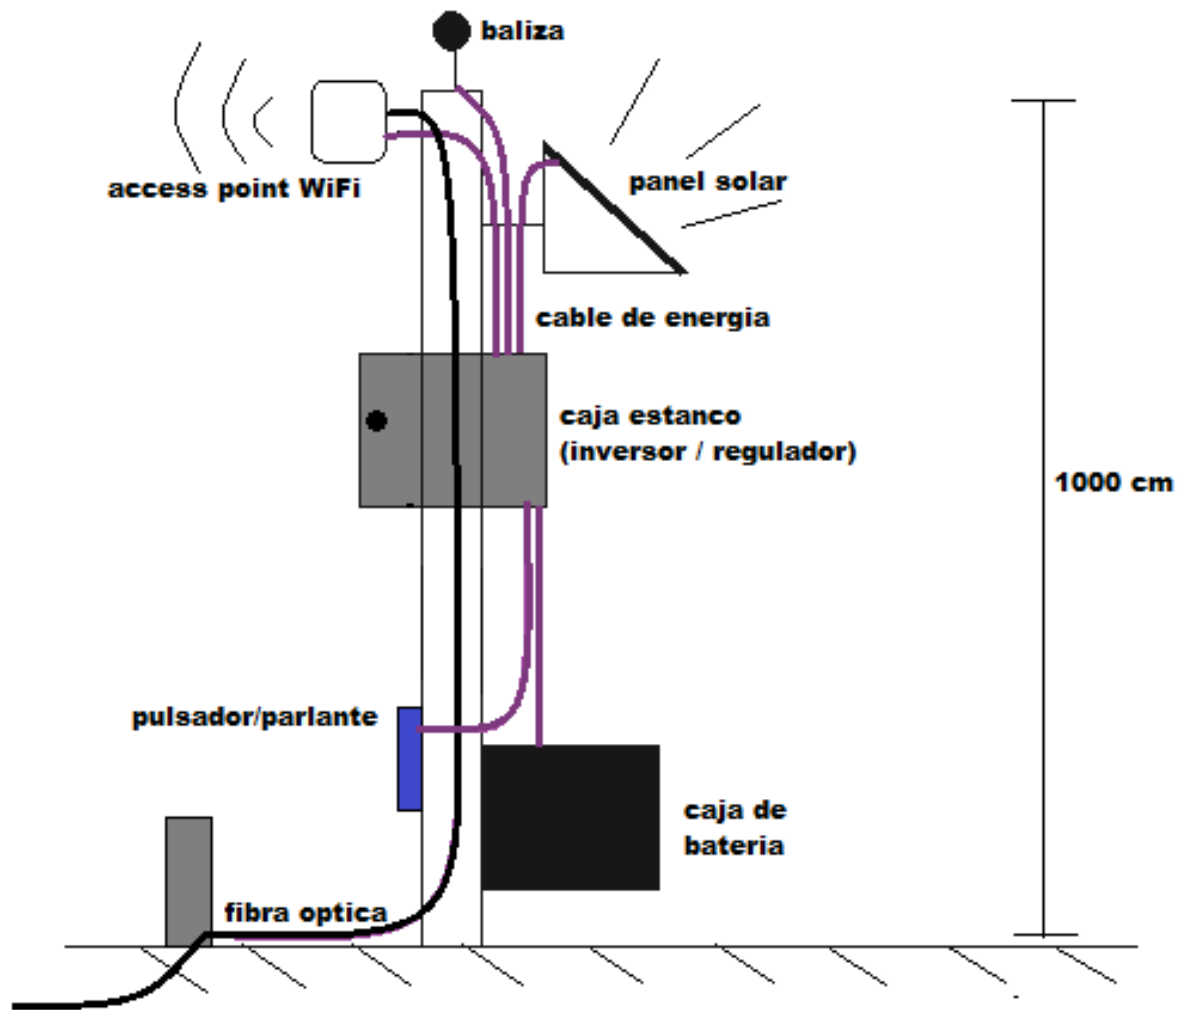 baliza
access point WiFi
panel solar
cable de energia
caja estanco
(inversor / regulador)
1000 cm
pulsador/parlante
caja de
bateria
fibra optica